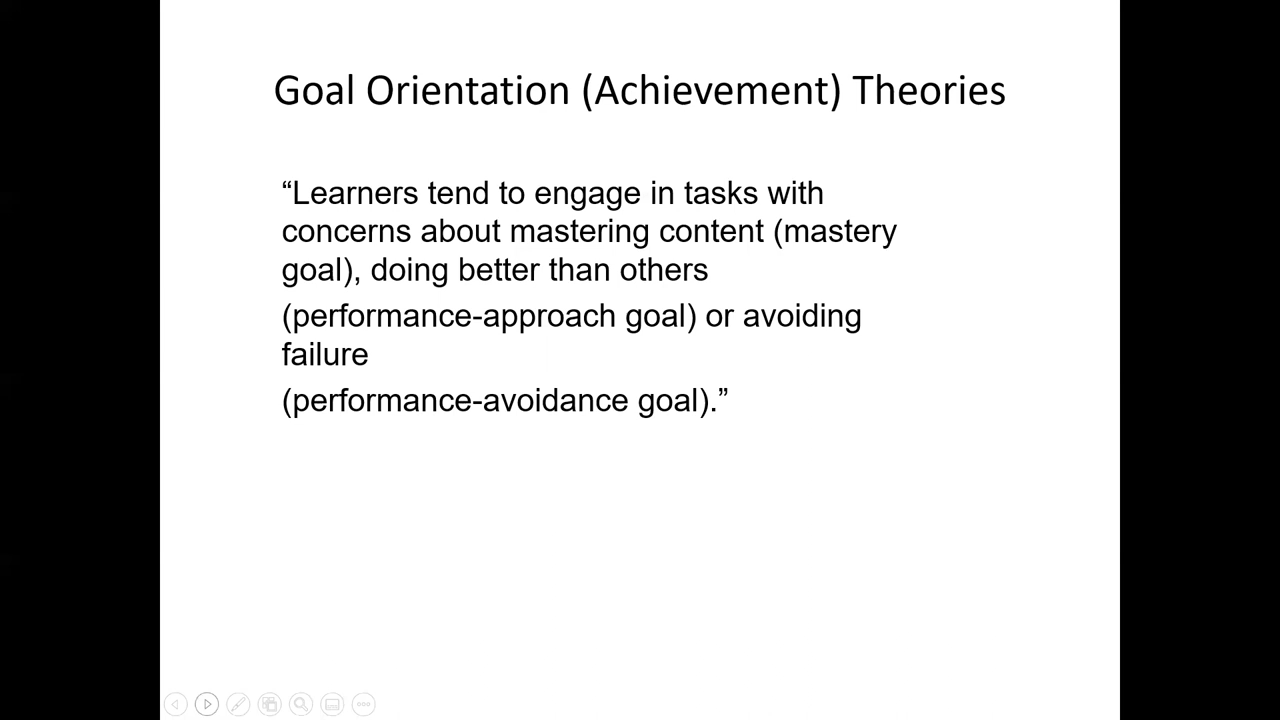 Goal Orientation (Achievement) Theories
“Learners tend to engage in tasks with
concerns about mastering content (mastery
goal), doing better than others
(performance-approach goal) or avoiding
failure
(performance-avoidance goal).”